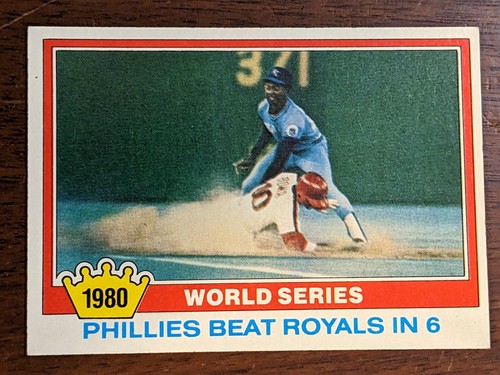 371
1980
WORLD SERIES
PHILLIES BEAT ROYALS IN 6